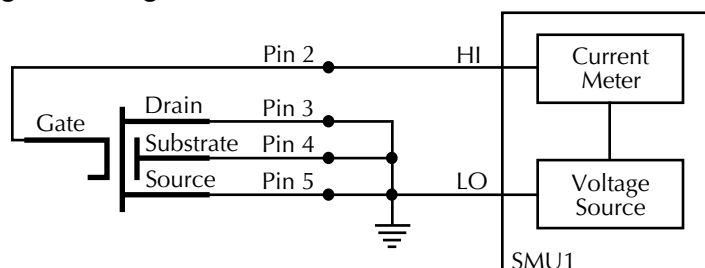 Pin 2
HI
Current
Meter
Drain
Pin 3
Gate
Substrate
Pin 4
Source
Pin 5
LO
Voltage
Source
SMU1